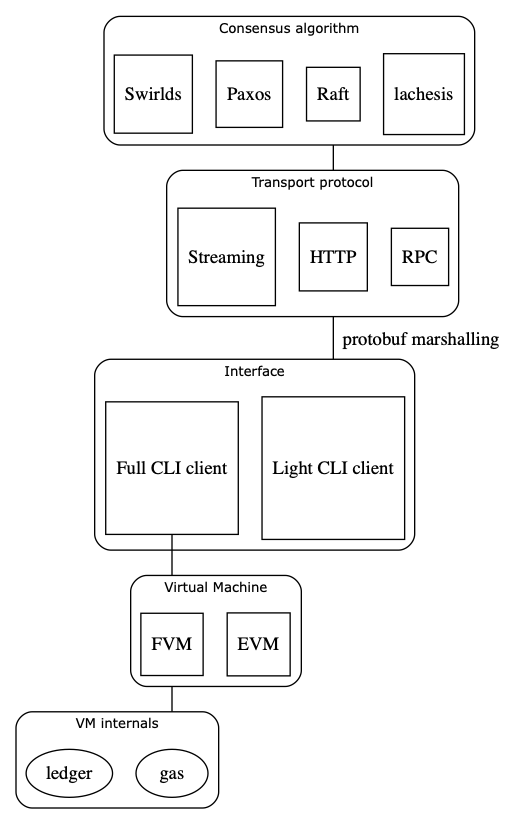 Consensus algorithm
Swirlds Paxos Raft lachesis
Transport protocol
Streaming HTTP RPC
protobuf marshalling
Interface
Full CLI client Light CLI client
Virtual Machine
FVM EVM
VM internals
ledger gas